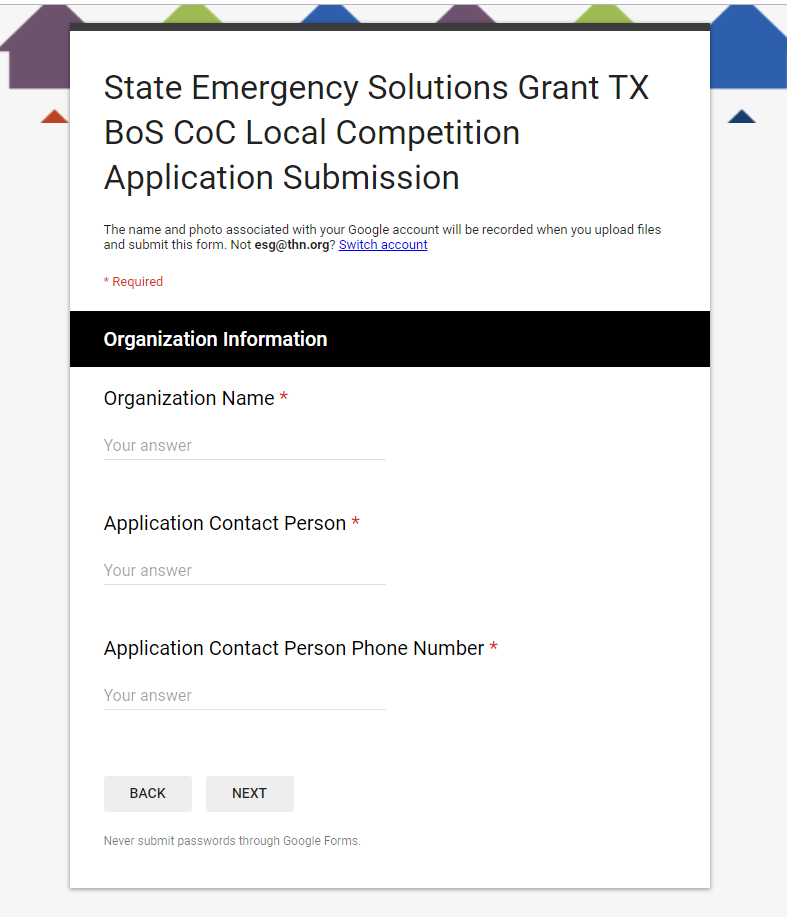 State Emergency Solutions Grant TX
BoS CoC Local Competition
Application Submission
The name and photo associated with your Google account will be recorded when you upload files
and submit this form. Not esg@thn.org? Switch account
* Required
Organization Information
Organization Name *
Your answer
Application Contact Person *
Your answer
Application Contact Person Phone Number *
Your answer
BACK NEXT
Never submit passwords through Google Forms.